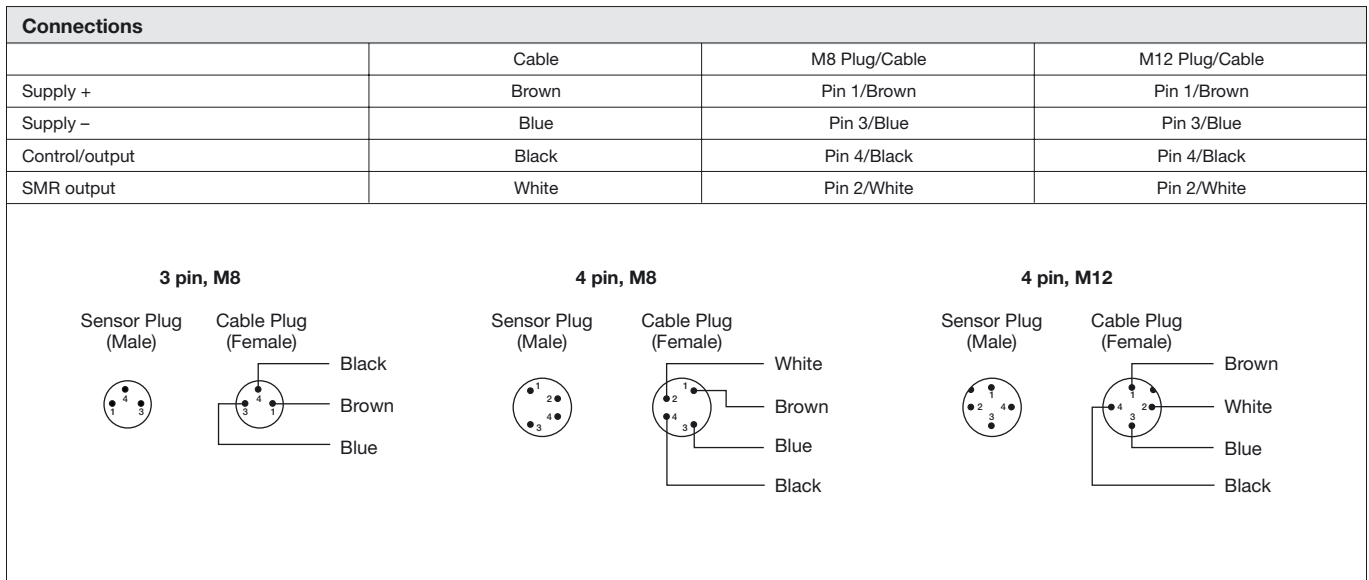 Connections
Cable M8 Plug/Cable M12 Plug/Cable
Supply + Brown Pin 1/Brown Pin 1/Brown
Supply – Blue Pin 3/Blue Pin 3/Blue
Control/output Black Pin 4/Black Pin 4/Black
SMR output White Pin 2/White Pin 2/White
3 pin, M8
Sensor Plug
(Male)
Cable Plug
(Female)
4
1 3
4
3 1
Black
Brown
Blue
4 pin, M8
Sensor Plug
(Male)
Cable Plug
(Female)
1
2
4
3
1
2
4
3
White
Brown
Blue
Black
4 pin, M12
Sensor Plug
(Male)
Cable Plug
(Female)
1
2 4
3
1
4 2
3
Brown
White
Blue
Black